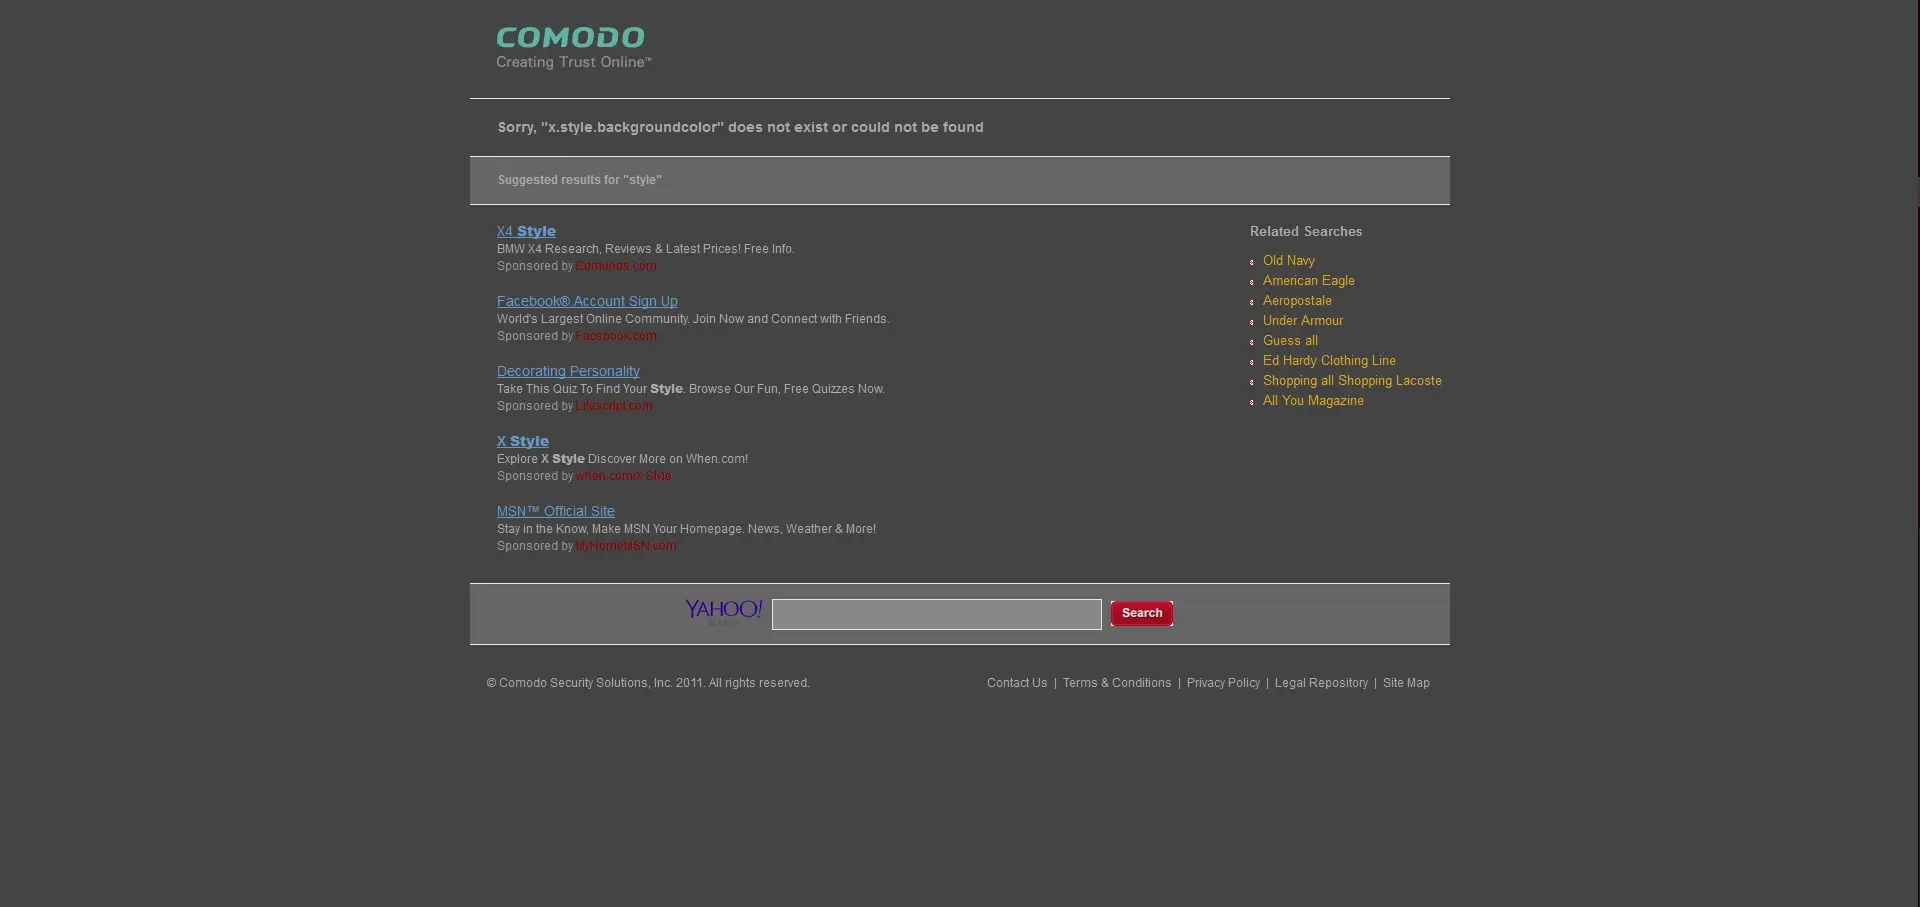 COMODO
Creating Trust Online™
Sorry, "x.style.backgroundcolor" does not exist or could not be found
Suggested results for "style"
X4 Style
BMW X4 Research, Reviews & Latest Prices! Free Info.
Sponsored by Edmunds.com
Facebook® Account Sign Up
World's Largest Online Community. Join Now and Connect with Friends.
Sponsored by Facebook.com
Decorating Personality
Take This Quiz To Find Your Style. Browse Our Fun, Free Quizzes Now.
Sponsored by Lifescript.com
X Style
Explore X Style Discover More on When.com!
Sponsored by when.com/X-Style
MSN™ Official Site
Stay in the Know, Make MSN Your Homepage. News, Weather & More!
Sponsored by MyHomeMSN.com
Related Searches
Old Navy
American Eagle
Aeropostale
Under Armour
Guess all
Ed Hardy Clothing Line
Shopping all Shopping Lacoste
All You Magazine
YAHOO!
Search
© Comodo Security Solutions, Inc. 2011. All rights reserved.
Contact Us | Terms & Conditions | Privacy Policy | Legal Repository | Site Map